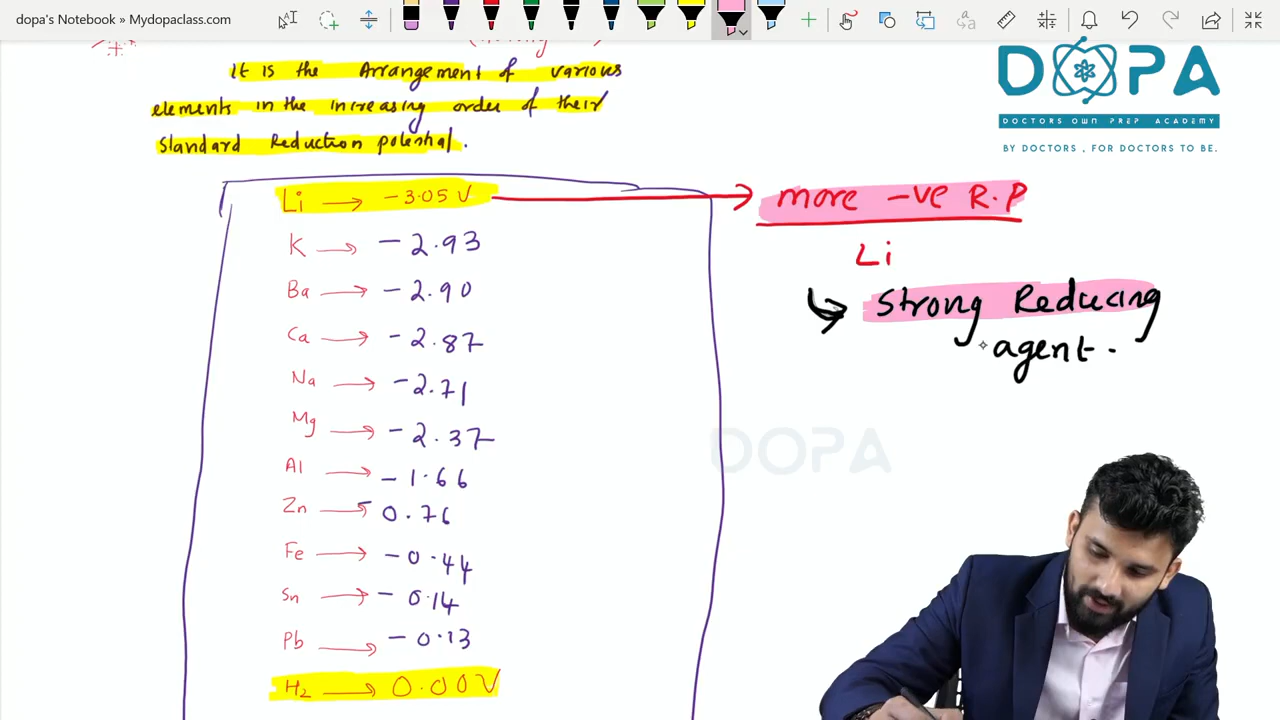 dopa's Notebook » Mydopaclass.com
It is the Arrangement of various
elements in the increasing order of their
standard Reduction potential.
Li → -3.05 V
K → -2.93
Ba → -2.90
Ca → -2.87
Na → -2.71
Mg → -2.37
Al → -1.66
Zn → -0.76
Fe → -0.44
Sn → -0.14
Pb → -0.13
H2 → 0.00V
more -ve R.P
Li
↳ Strong Reducing
agent.
DOPA
DOCTORS OWN PREP ACADEMY
BY DOCTORS , FOR DOCTORS TO BE.
DOPA